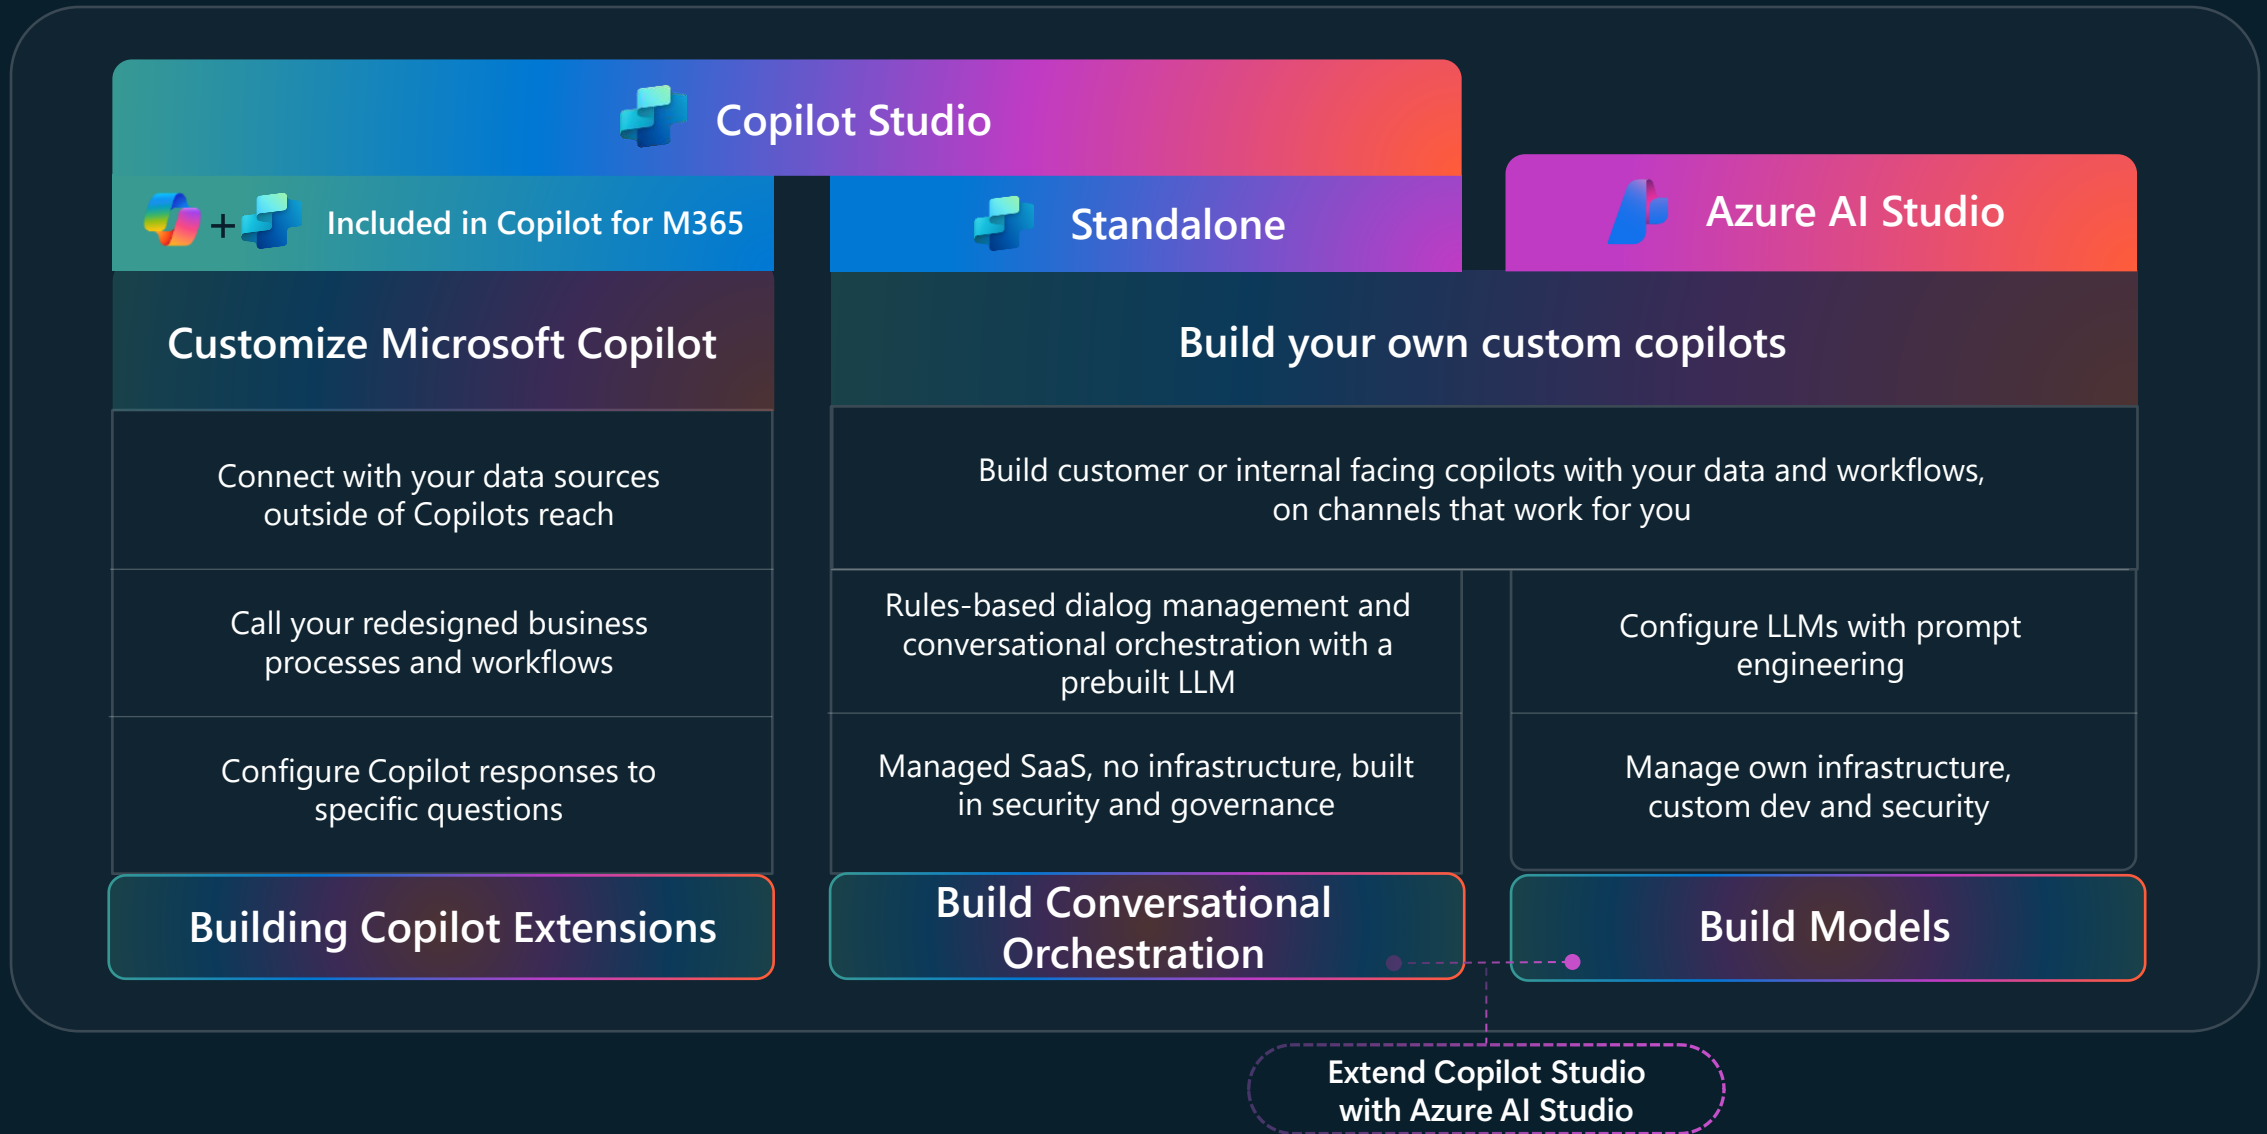 Copilot Studio
+ Included in Copilot for M365
Standalone
Azure AI Studio
Customize Microsoft Copilot
Build your own custom copilots
Connect with your data sources
outside of Copilots reach
Build customer or internal facing copilots with your data and workflows,
on channels that work for you
Call your redesigned business
processes and workflows
Rules-based dialog management and
conversational orchestration with a
prebuilt LLM
Configure LLMs with prompt
engineering
Configure Copilot responses to
specific questions
Managed SaaS, no infrastructure, built
in security and governance
Manage own infrastructure,
custom dev and security
Building Copilot Extensions
Build Conversational
Orchestration
Build Models
Extend Copilot Studio
with Azure AI Studio